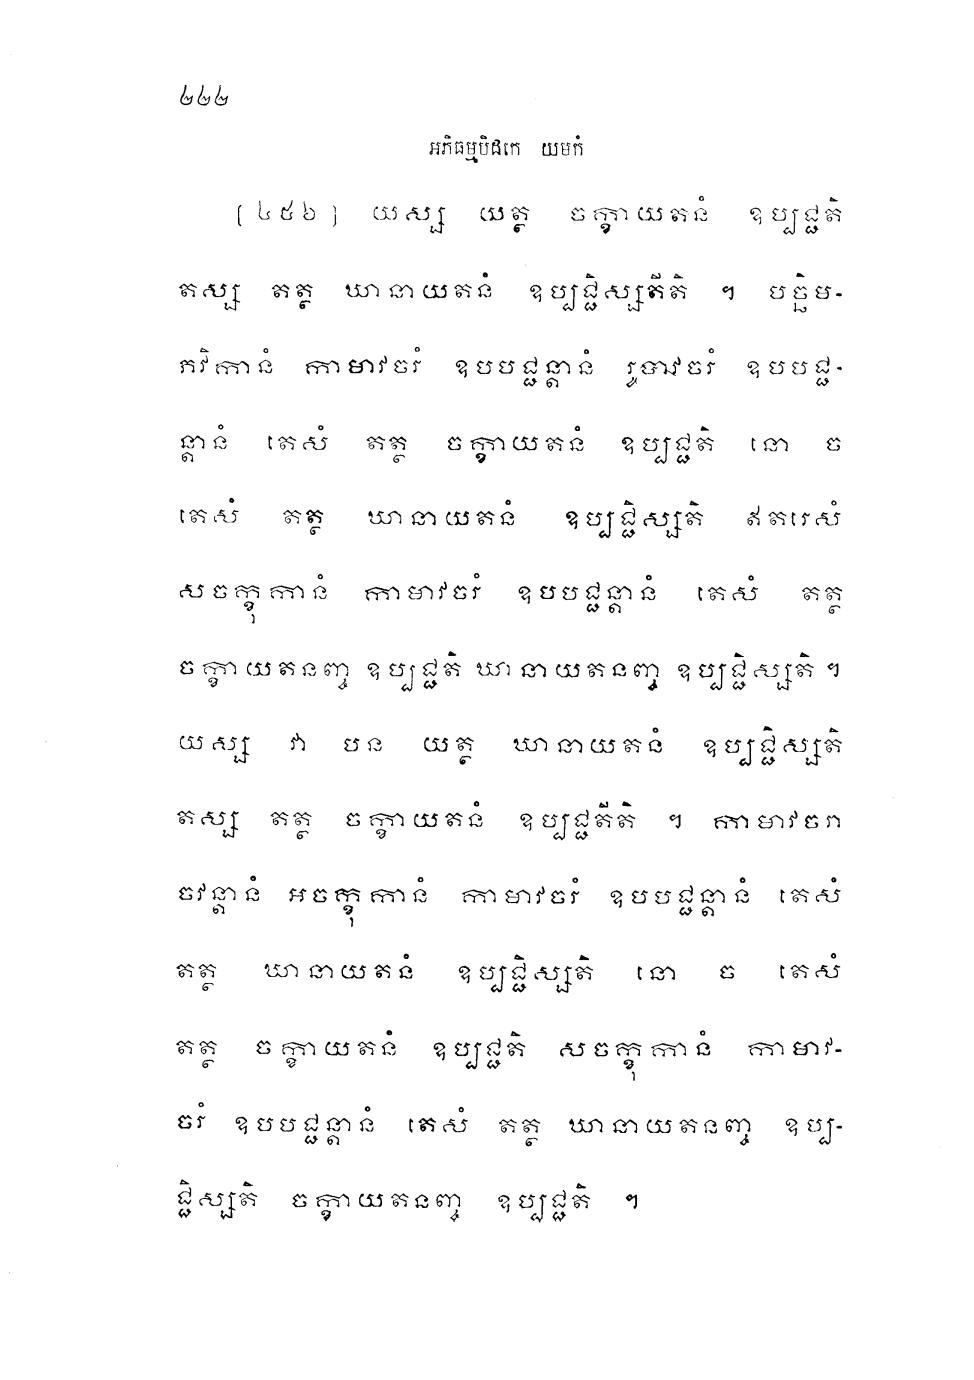 ២២២
អភិធម្មបិដកេ យមកំ
[ ៤៥៦ ] យស្ស យត្ថ ចក្ខាយតនំ ឧប្បជ្ជតិ
តស្ស តត្ថ ឃានាយតនំ ឧប្បជ្ជិស្សតីតិ ។ បច្ឆិម-
ភវិកានំ កាមាវចរំ ឧបបជ្ជន្តានំ រូបាវចរំ ឧបបជ្ជ-
ន្តានំ តេសំ តត្ថ ចក្ខាយតនំ ឧប្បជ្ជតិ នោ ច
តេសំ តត្ថ ឃានាយតនំ ឧប្បជ្ជិស្សតិ ឥតរេសំ
សចក្ខុកានំ កាមាវចរំ ឧបបជ្ជន្តានំ តេសំ តត្ថ
ចក្ខាយតនញ្ច ឧប្បជ្ជតិ ឃានាយតនញ្ច ឧប្បជ្ជិស្សតិ ។
យស្ស វា បន យត្ថ ឃានាយតនំ ឧប្បជ្ជិស្សតិ
តស្ស តត្ថ ចក្ខាយតនំ ឧប្បជ្ជតីតិ ។ កាមាវចរា
ចវន្តានំ អចក្ខុកានំ កាមាវចរំ ឧបបជ្ជន្តានំ តេសំ
តត្ថ ឃានាយតនំ ឧប្បជ្ជិស្សតិ នោ ច តេសំ
តត្ថ ចក្ខាយតនំ ឧប្បជ្ជតិ សចក្ខុកានំ កាមាវ-
ចរំ ឧបបជ្ជន្តានំ តេសំ តត្ថ ឃានាយតនញ្ច ឧប្ប-
ជ្ជិស្សតិ ចក្ខាយតនញ្ច ឧប្បជ្ជតិ ។